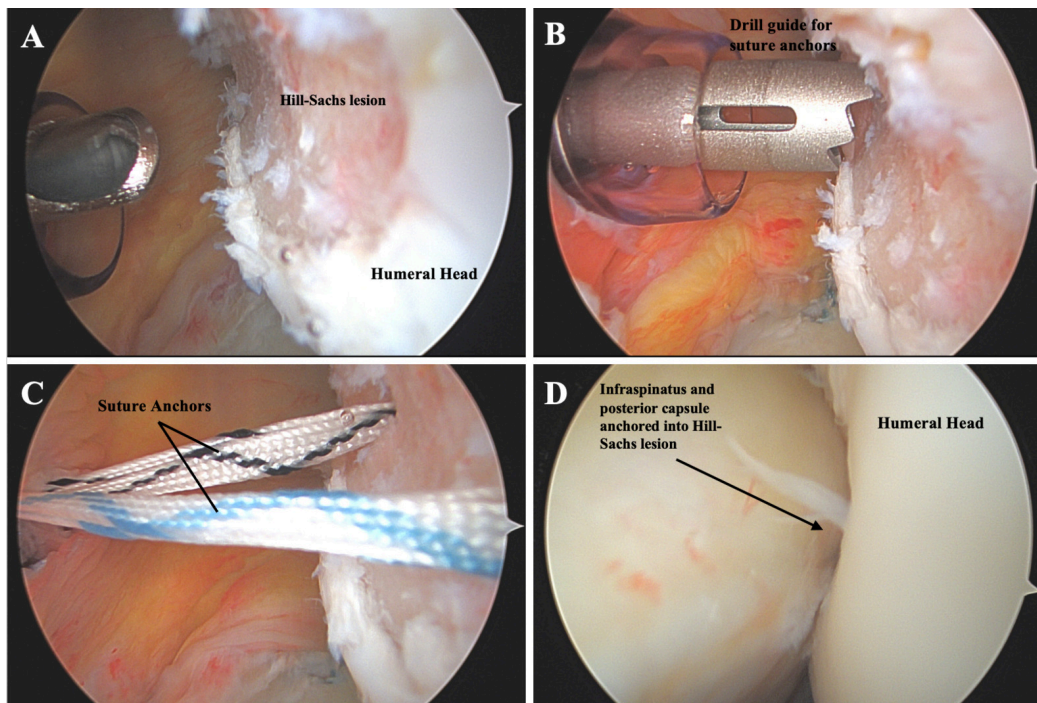 A
Hill-Sachs lesion
Humeral Head
B
Drill guide for
suture anchors
C
Suture Anchors
D
Infraspinatus and
posterior capsule
anchored into Hill-
Sachs lesion
Humeral Head